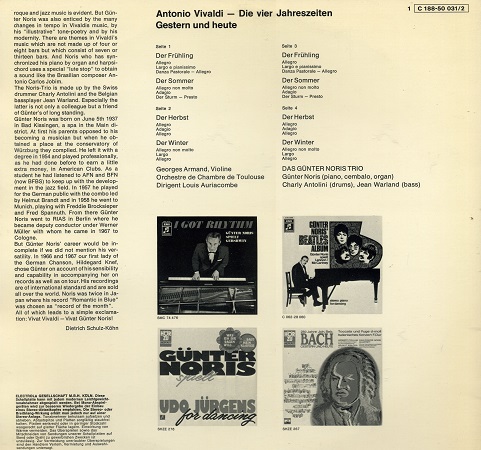 roque and jazz music is evident. But Gün-
ter Noris was also enticed by the many
changes in tempo in Vivaldis music, by
his "illustrative" tone-poetry and by his
modernity. There are themes in Vivaldi's
music which are not made up of four or
eight bars but which consist of seven or
thirteen bars. And Noris who has syn-
chronised his piano by organ and harpsi-
chord uses a special "lute stop" to obtain
a sound like the Brasilian composer An-
tonio Carlos Jobim.
The Noris-Trio is made up by the Swiss
drummer Charly Antolini and the Belgian
bassplayer Jean Warland. Especially the
latter is not only a colleague but a friend
of Günter's of long standing.
Günter Noris was born on June 5th 1937
in Bad Kissingen, a spa in the Main di-
strict. At first his parents opposed to his
becoming a musician but when he ob-
tained a place at the conservatory of
Würzburg they complied. He left it with a
degree in 1954 and played professionally,
as he had done before to earn a little
extra money, in American Clubs. As a
student he had listened to AFN and BFN
(now BFBS) to keep up with the develop-
ment in the jazz field. In 1957 he played
for the German public with the combo led
by Helmut Brandt and in 1958 he went to
Munich, playing with Freddie Brocksieper
and Fred Spannuth. From there Günter
Noris went to RIAS in Berlin where he
became deputy conductor under Werner
Müller with whom he came in 1967 to
Cologne.
But Günter Noris' career would be in-
complete if we did not mention his ver-
satility. In 1966 and 1967 our first lady of
the German Chanson, Hildegard Knef,
chose Günter on account of his sensibility
and capability in accompanying her on
records as well as on tour. His recordings
are of international standard and are sold
all over the world. Noris was twice in Ja-
pan where his record "Romantic in Blue"
was chosen as "record of the month".
All of which leads to a simple exclama-
tion: Vivat Vivaldi – Vivat Günter Noris!
Dietrich Schulz-Köhn
ELECTROLA GESELLSCHAFT M.B.H. KÖLN.
1 C 188-50 031/2
Antonio Vivaldi – Die vier Jahreszeiten
Gestern und heute
Seite 1
Der Frühling
Allegro
Largo e pianissimo
Danza Pastorale – Allegro
Der Sommer
Allegro non molto
Adagio
Der Sturm – Presto
Seite 2
Der Herbst
Allegro
Adagio
Allegro
Der Winter
Allegro non molto
Largo
Allegro
Georges Armand, Violine
Orchestre de Chambre de Toulouse
Dirigent Louis Auriacombe
Seite 3
Der Frühling
Allegro
Largo e pianissimo
Danza Pastorale – Allegro
Der Sommer
Allegro non molto
Adagio
Der Sturm – Presto
Seite 4
Der Herbst
Allegro
Adagio
Allegro
Der Winter
Allegro non molto
Largo
Allegro
DAS GÜNTER NORIS TRIO
Günter Noris (piano, cembalo, organ)
Charly Antolini (drums), Jean Warland (bass)
I GOT RHYTHM
GÜNTER NORIS
SPIELT
GERSHWIN
SMC 74 476
GÜNTER
NORIS
BEATLES
ALBUM
GÜNTER
NORIS
spielt
UDO JÜRGENS
for dancing
BACH